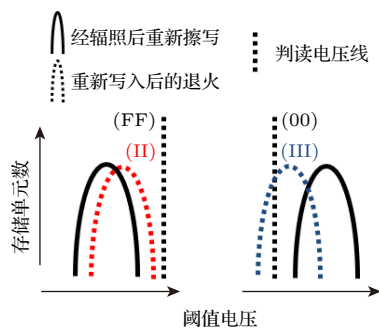 经辐照后重新擦写
判读电压线
重新写入后的退火
(FF)
(00)
(II)
(III)
存储单元数
阈值电压